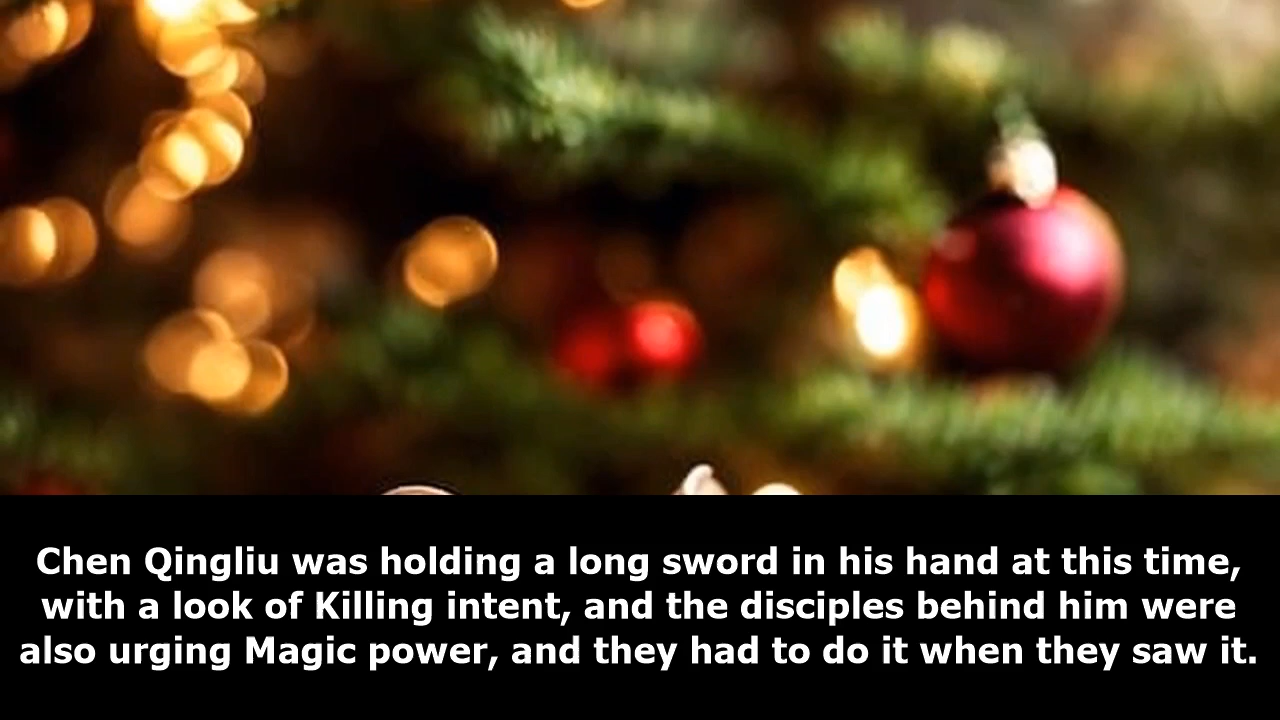 Chen Qingliu was holding a long sword in his hand at this time,
with a look of Killing intent, and the disciples behind him were
also urging Magic power, and they had to do it when they saw it.